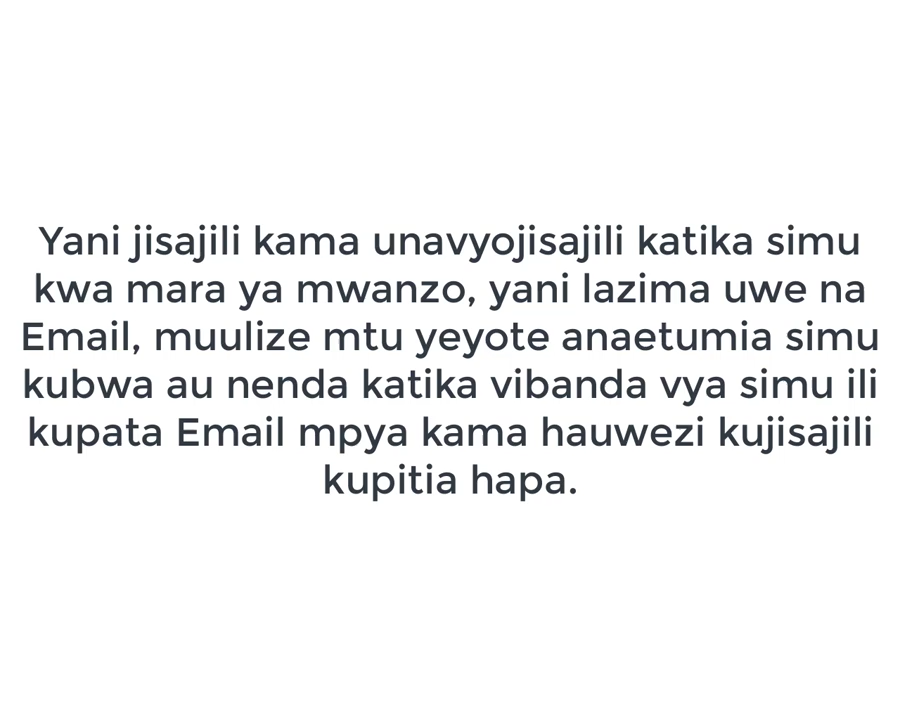 Yani jisajili kama unavyojisajili katika simu
kwa mara ya mwanzo, yani lazima uwe na
Email, muulize mtu yeyote anaetumia simu
kubwa au nenda katika vibanda vya simu ili
kupata Email mpya kama hauwezi kujisajili
kupitia hapa.